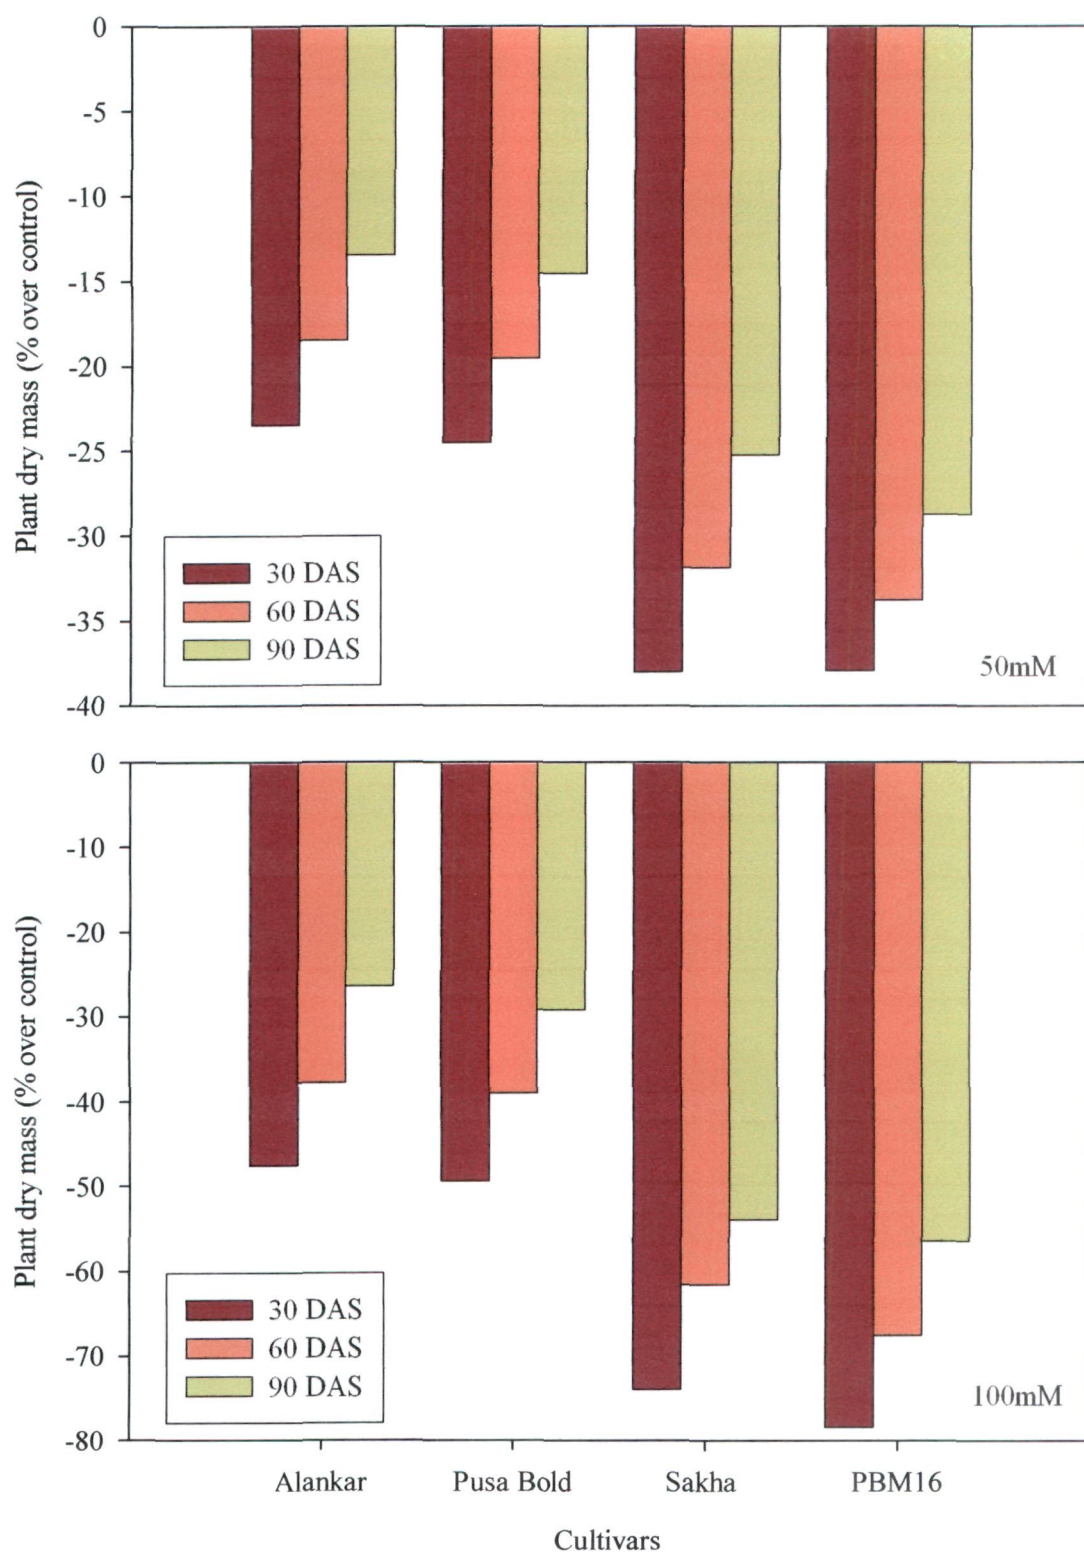 Plant dry mass (% over control)
0
-5
-10
-15
-20
-25
-30
-35
-40
30 DAS
60 DAS
90 DAS
50mM
Plant dry mass (% over control)
0
-10
-20
-30
-40
-50
-60
-70
-80
30 DAS
60 DAS
90 DAS
100mM
Alankar Pusa Bold Sakha PBM16
Cultivars